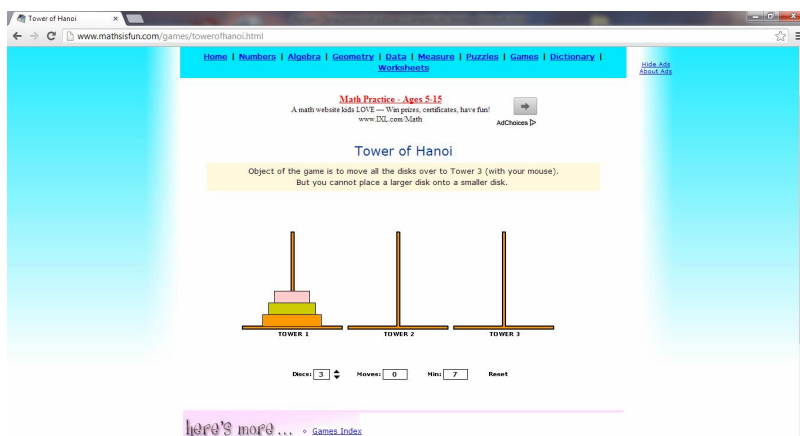 Tower of Hanoi
www.mathsisfun.com/games/towerofhanoi.html
Home | Numbers | Algebra | Geometry | Data | Measure | Puzzles | Games | Dictionary |
Worksheets
Hide Ads
About Ads
Math Practice - Ages 5-15
A math website kids LOVE — Win prizes, certificates, have fun!
www.IXL.com/Math
AdChoices
Tower of Hanoi
Object of the game is to move all the disks over to Tower 3 (with your mouse).
But you cannot place a larger disk onto a smaller disk.
TOWER 1 TOWER 2 TOWER 3
Discs: 3 Moves: 0 Min: 7 Reset
here's more ... Games Index